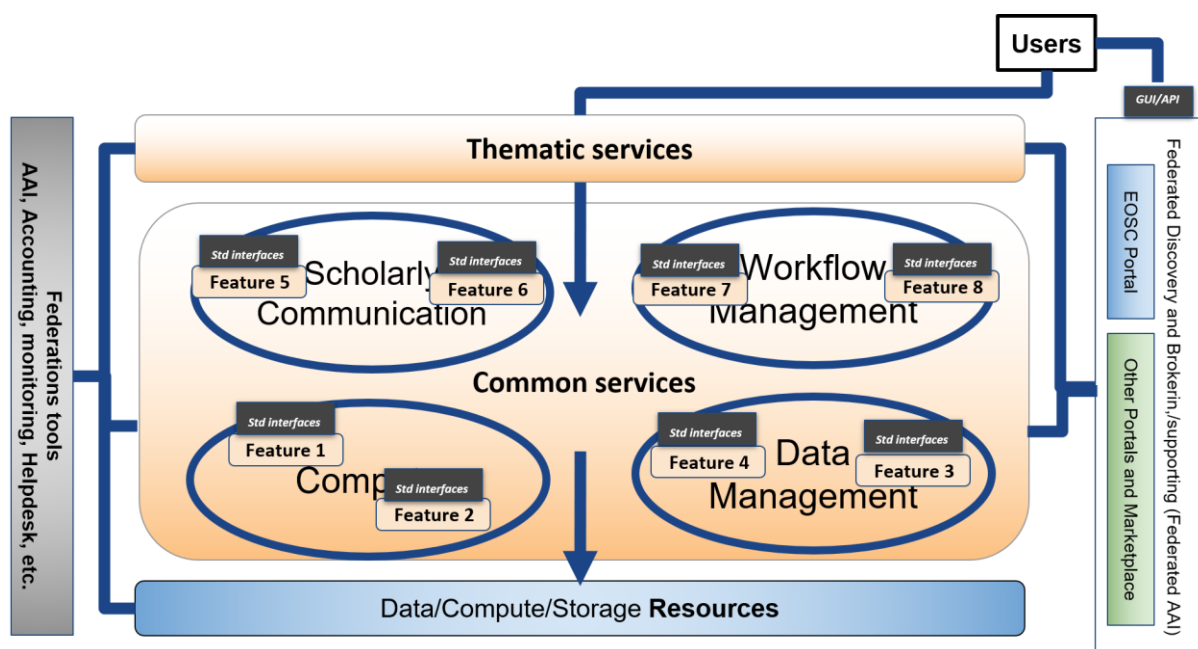 Users
GUI/API
Thematic services
Std interfaces
Feature 5
Scholarly
Communication
Std interfaces
Feature 6
Std interfaces
Feature 7
Workflow
Management
Std interfaces
Feature 8
Common services
Std interfaces
Feature 1
Std interfaces
Feature 2
Std interfaces
Feature 4
Data
Management
Std interfaces
Feature 3
Data/Compute/Storage Resources
Federations tools
AAI, Accounting, monitoring, Helpdesk, etc.
Federated Discovery and Brokerin,/supporting (Federated AAI)
EOSC Portal
Other Portals and Marketplace